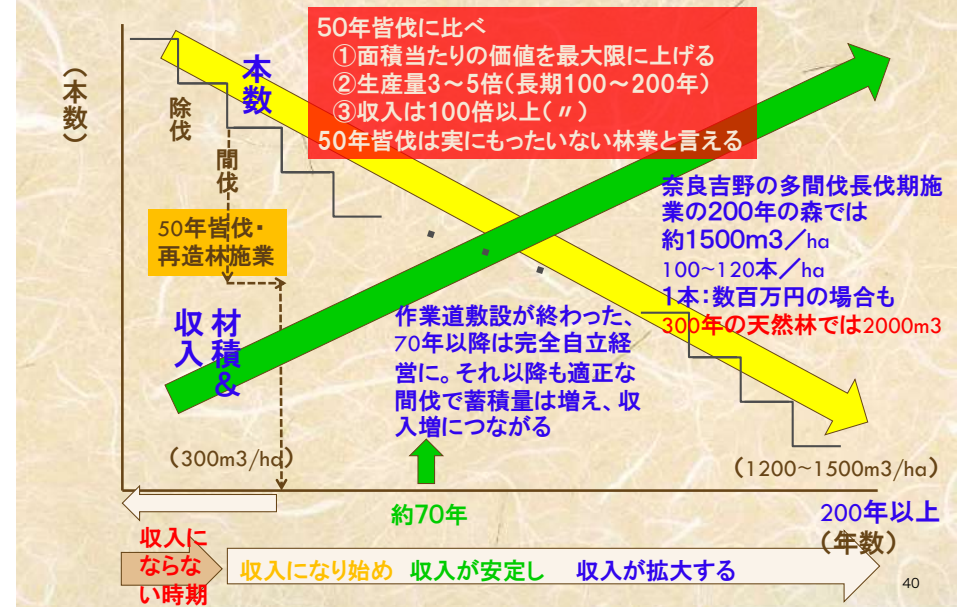 50年皆伐に比べ
①面積当たりの価値を最大限に上げる
②生産量3～5倍（長期100～200年）
③収入は100倍以上（〃）
50年皆伐は実にもったいない林業と言える
（本数）
本数
除伐
間伐
50年皆伐・
再造林施業
奈良吉野の多間伐長伐期施
業の200年の森では
約1500m3／ha
100~120本／ha
1本：数百万円の場合も
300年の天然林では2000m3
材積＆
収入
作業道敷設が終わった、
70年以降は完全自立経
営に。それ以降も適正な
間伐で蓄積量は増え、収
入増につながる
（300m3/ha）
（1200~1500m3/ha）
約70年
200年以上
（年数）
収入に
ならな
い時期
収入になり始め 収入が安定し 収入が拡大する
40